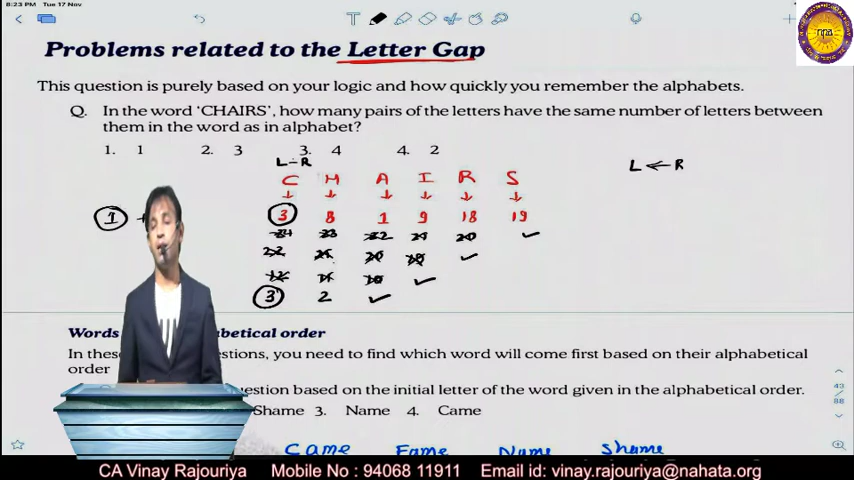 8:23 PM Tue 17 Nov
Problems related to the Letter Gap
This question is purely based on your logic and how quickly you remember the alphabets.
Q. In the word ‘CHAIRS’, how many pairs of the letters have the same number of letters between
them in the word as in alphabet?
1. 1 2. 3 3. 4 4. 2
L → R L ← R
C H A I R S
1 + 3 8 1 9 18 19
3 2
Words abetical order
In these estions, you need to find which word will come first based on their alphabetical
order
uestion based on the initial letter of the word given in the alphabetical order.
Shame 3. Name 4. Came
Came Fame Name Shame
43
88
CA Vinay Rajouriya Mobile No : 94068 11911 Email id: vinay.rajouriya@nahata.org